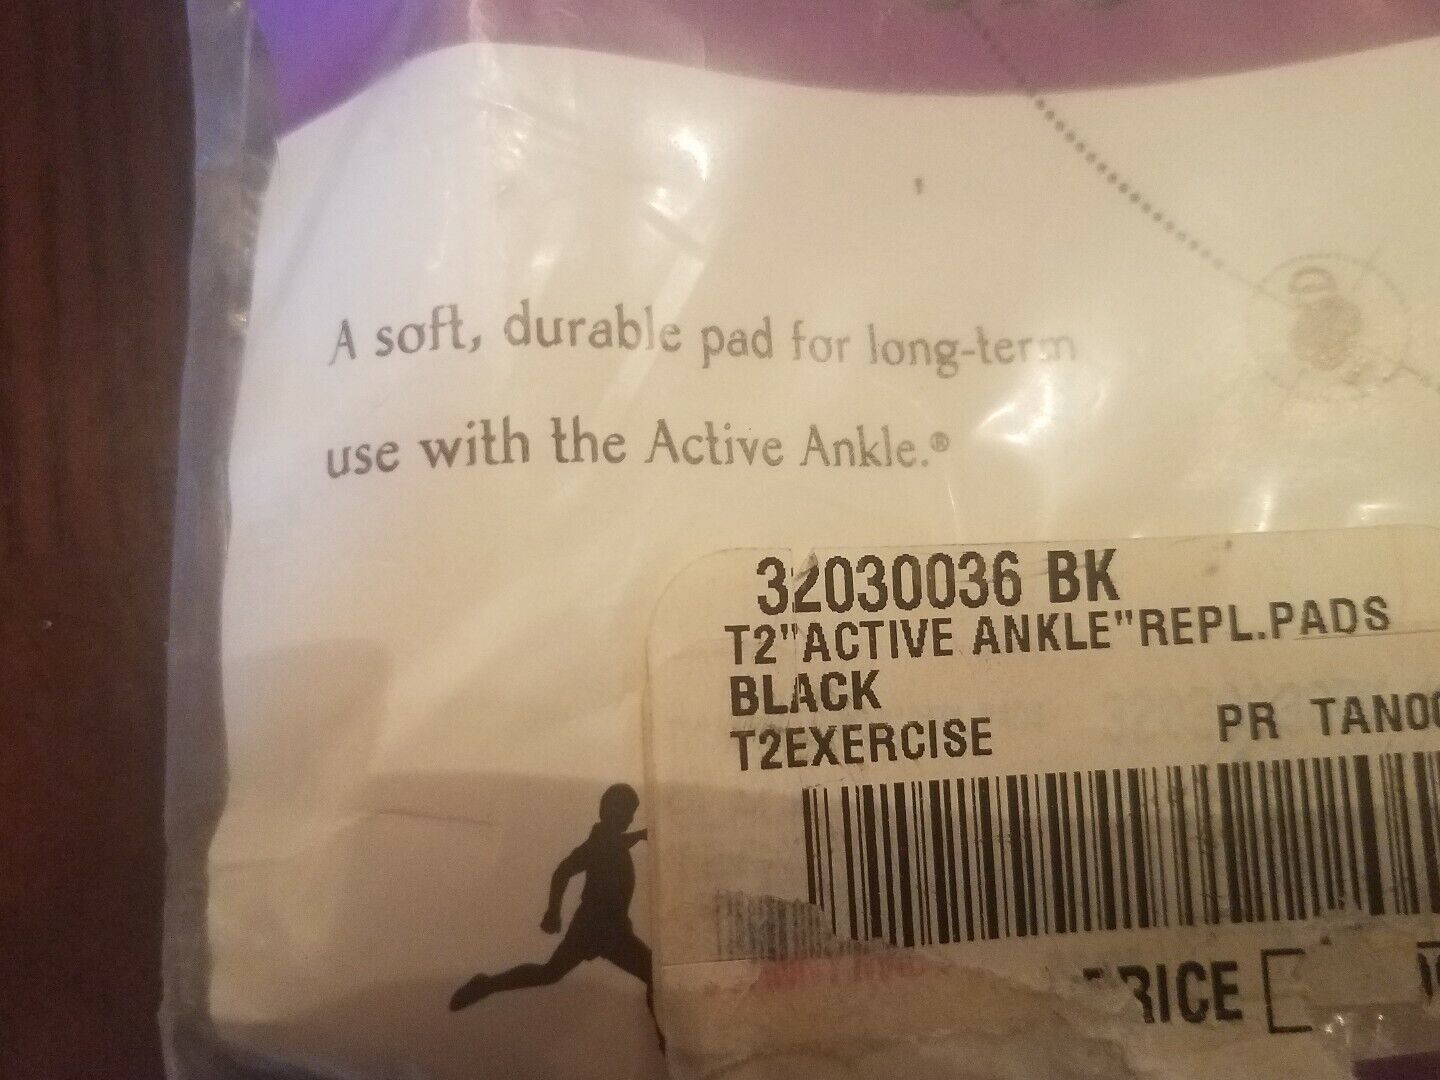 A soft, durable pad for long-term
use with the Active Ankle.®
32030036 BK
T2"ACTIVE ANKLE"REPL.PADS
BLACK
T2EXERCISE PR